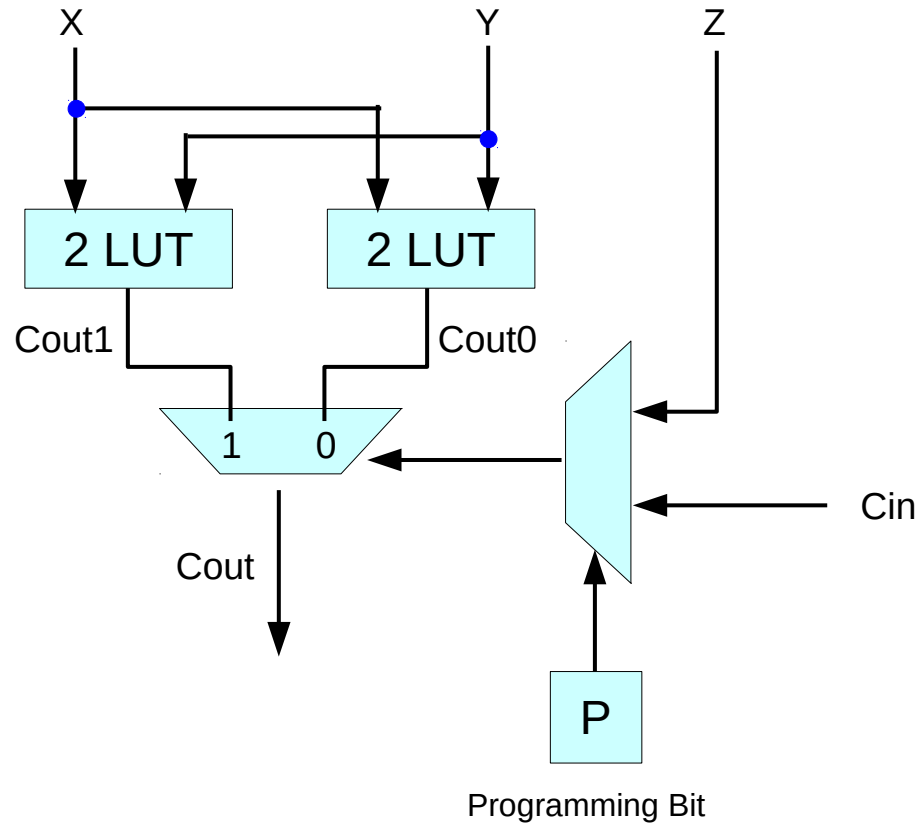 X
Y
Z
2 LUT
2 LUT
Cout1
Cout0
1
0
Cin
Cout
P
Programming Bit